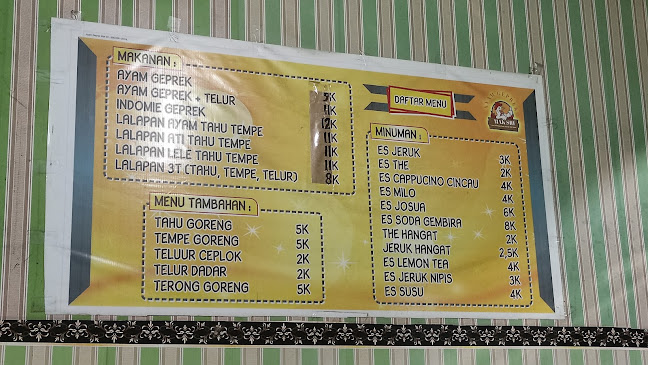 DAFTAR MENU
MAKANAN :
AYAM GEPREK
AYAM GEPREK + TELUR
INDOMIE GEPREK 12K
LALAPAN AYAM TAHU TEMPE 11K
LALAPAN ATI TAHU TEMPE 11K
LALAPAN LELE TAHU TEMPE 11K
LALAPAN 3T (TAHU, TEMPE, TELUR) 8K
MENU TAMBAHAN :
TAHU GORENG 5K
TEMPE GORENG 5K
TELUUR CEPLOK 2K
TELUR DADAR 2K
TERONG GORENG 5K
MINUMAN :
ES JERUK 3K
ES THE 2K
ES CAPPUCINO CINCAU 4K
ES MILO 4K
ES JOSUA 6K
ES SODA GEMBIRA 8K
THE HANGAT 2K
JERUK HANGAT 2,5K
ES LEMON TEA 4K
ES JERUK NIPIS 3K
ES SUSU 4K